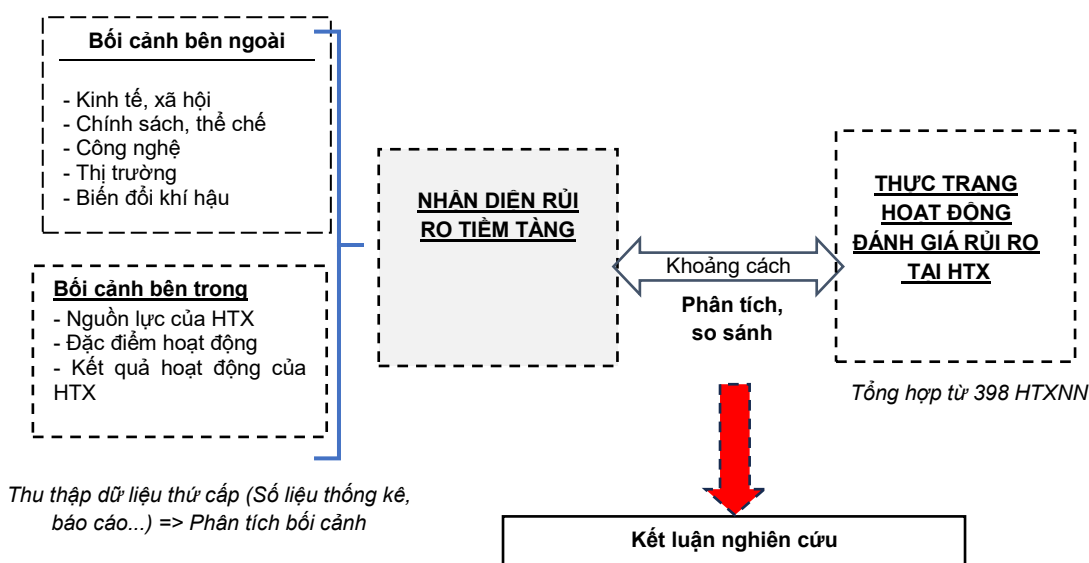 Bối cảnh bên ngoài
- Kinh tế, xã hội
- Chính sách, thể chế
- Công nghệ
- Thị trường
- Biến đổi khí hậu
Bối cảnh bên trong
- Nguồn lực của HTX
- Đặc điểm hoạt động
- Kết quả hoạt động của
HTX
Thu thập dữ liệu thứ cấp (Số liệu thống kê,
báo cáo...) => Phân tích bối cảnh
NHẬN DIỆN RỦI
RO TIỀM TÀNG
Khoảng cách
Phân tích,
so sánh
THỰC TRẠNG
HOẠT ĐỘNG
ĐÁNH GIÁ RỦI RO
TẠI HTX
Tổng hợp từ 398 HTXNN
Kết luận nghiên cứu